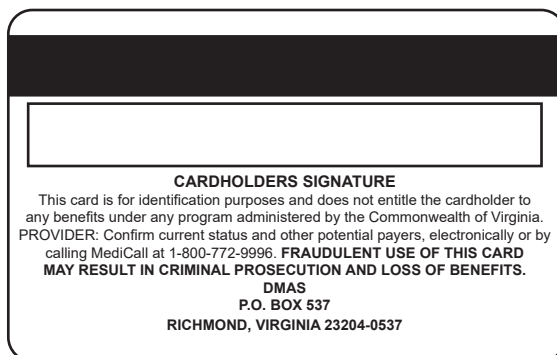 CARDHOLDERS SIGNATURE
This card is for identification purposes and does not entitle the cardholder to
any benefits under any program administered by the Commonwealth of Virginia.
PROVIDER: Confirm current status and other potential payers, electronically or by
calling MediCall at 1-800-772-9996. FRAUDULENT USE OF THIS CARD
MAY RESULT IN CRIMINAL PROSECUTION AND LOSS OF BENEFITS.
DMAS
P.O. BOX 537
RICHMOND, VIRGINIA 23204-0537